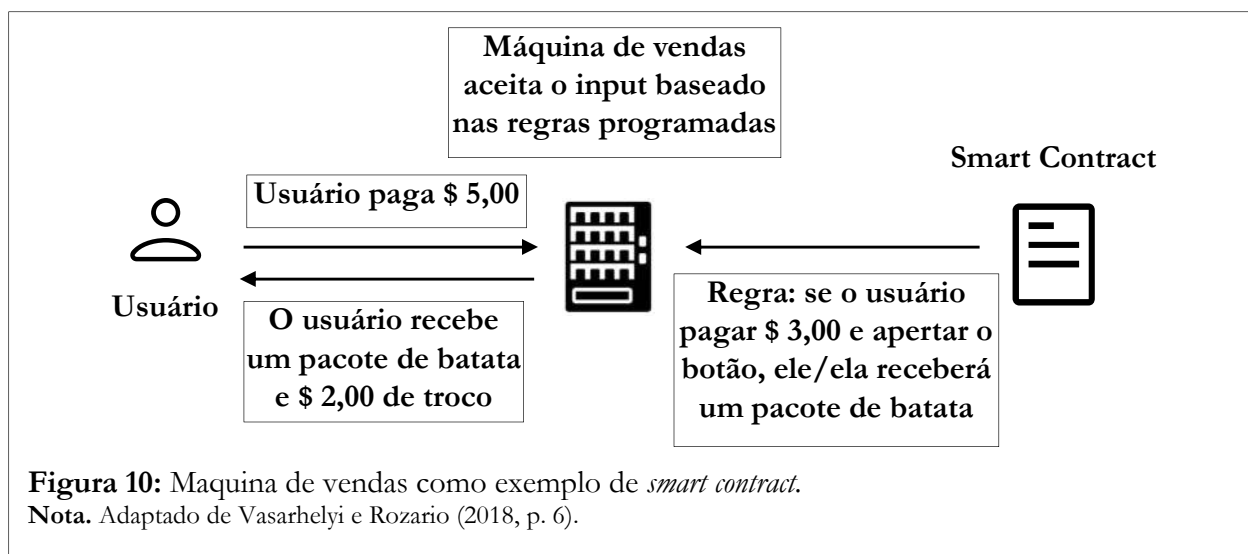 Máquina de vendas
aceita o input baseado
nas regras programadas
Smart Contract
Usuário paga $ 5,00
Usuário
O usuário recebe
um pacote de batata
e $ 2,00 de troco
Regra: se o usuário
pagar $ 3,00 e apertar o
botão, ele/ela receberá
um pacote de batata
Figura 10: Maquina de vendas como exemplo de smart contract.
Nota. Adaptado de Vasarhelyi e Rozario (2018, p. 6).